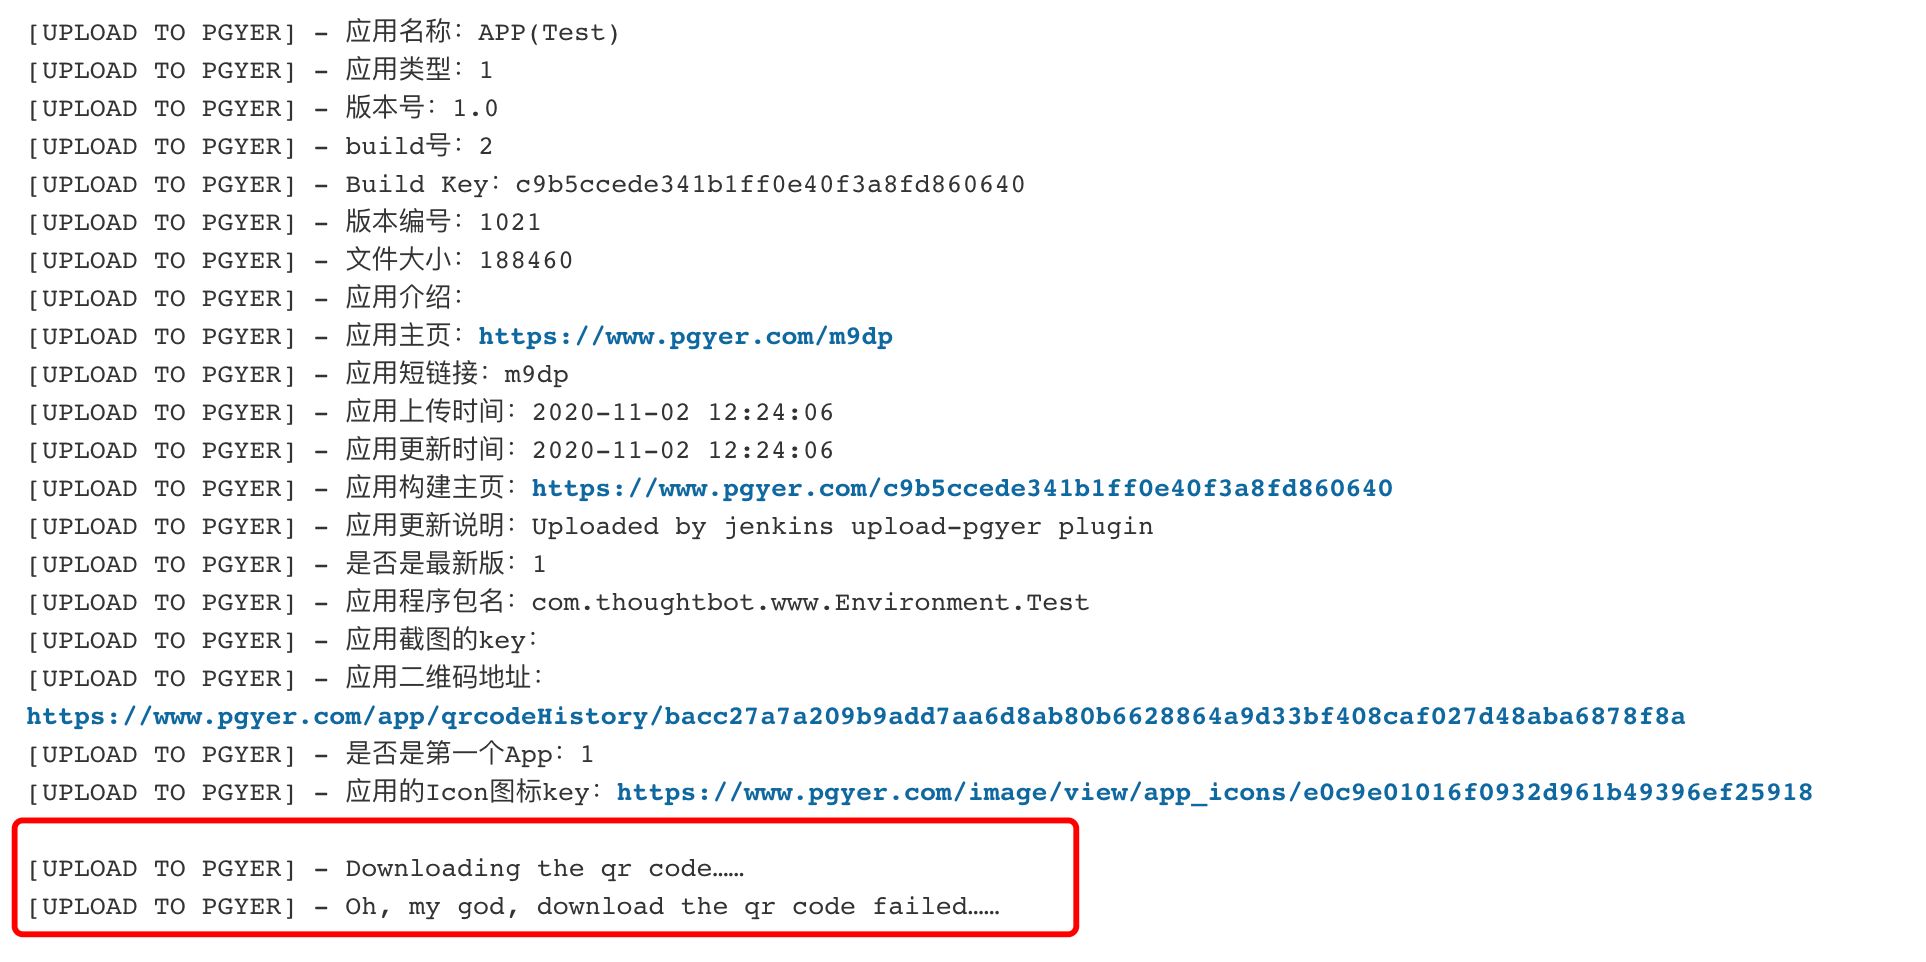 [UPLOAD TO PGYER] - 应用名称：APP(Test)
[UPLOAD TO PGYER] - 应用类型：1
[UPLOAD TO PGYER] - 版本号：1.0
[UPLOAD TO PGYER] - build号：2
[UPLOAD TO PGYER] - Build Key：c9b5ccede341b1ff0e40f3a8fd860640
[UPLOAD TO PGYER] - 版本编号：1021
[UPLOAD TO PGYER] - 文件大小：188460
[UPLOAD TO PGYER] - 应用介绍：
[UPLOAD TO PGYER] - 应用主页：https://www.pgyer.com/m9dp
[UPLOAD TO PGYER] - 应用短链接：m9dp
[UPLOAD TO PGYER] - 应用上传时间：2020-11-02 12:24:06
[UPLOAD TO PGYER] - 应用更新时间：2020-11-02 12:24:06
[UPLOAD TO PGYER] - 应用构建主页：https://www.pgyer.com/c9b5ccede341b1ff0e40f3a8fd860640
[UPLOAD TO PGYER] - 应用更新说明：Uploaded by jenkins upload-pgyer plugin
[UPLOAD TO PGYER] - 是否是最新版：1
[UPLOAD TO PGYER] - 应用程序包名：com.thoughtbot.www.Environment.Test
[UPLOAD TO PGYER] - 应用截图的key：
[UPLOAD TO PGYER] - 应用二维码地址：
https://www.pgyer.com/app/qrcodeHistory/bacc27a7a209b9add7aa6d8ab80b6628864a9d33bf408caf027d48aba6878f8a
[UPLOAD TO PGYER] - 是否是第一个App：1
[UPLOAD TO PGYER] - 应用的Icon图标key：https://www.pgyer.com/image/view/app_icons/e0c9e01016f0932d961b49396ef25918
[UPLOAD TO PGYER] - Downloading the qr code……
[UPLOAD TO PGYER] - Oh, my god, download the qr code failed……